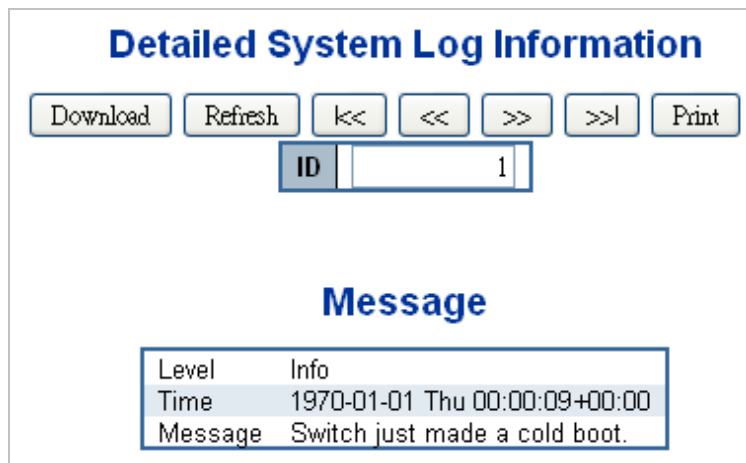 Detailed System Log Information
Download Refresh |<< << >> >>| Print
ID 1
Message
Level Info
Time 1970-01-01 Thu 00:00:09+00:00
Message Switch just made a cold boot.